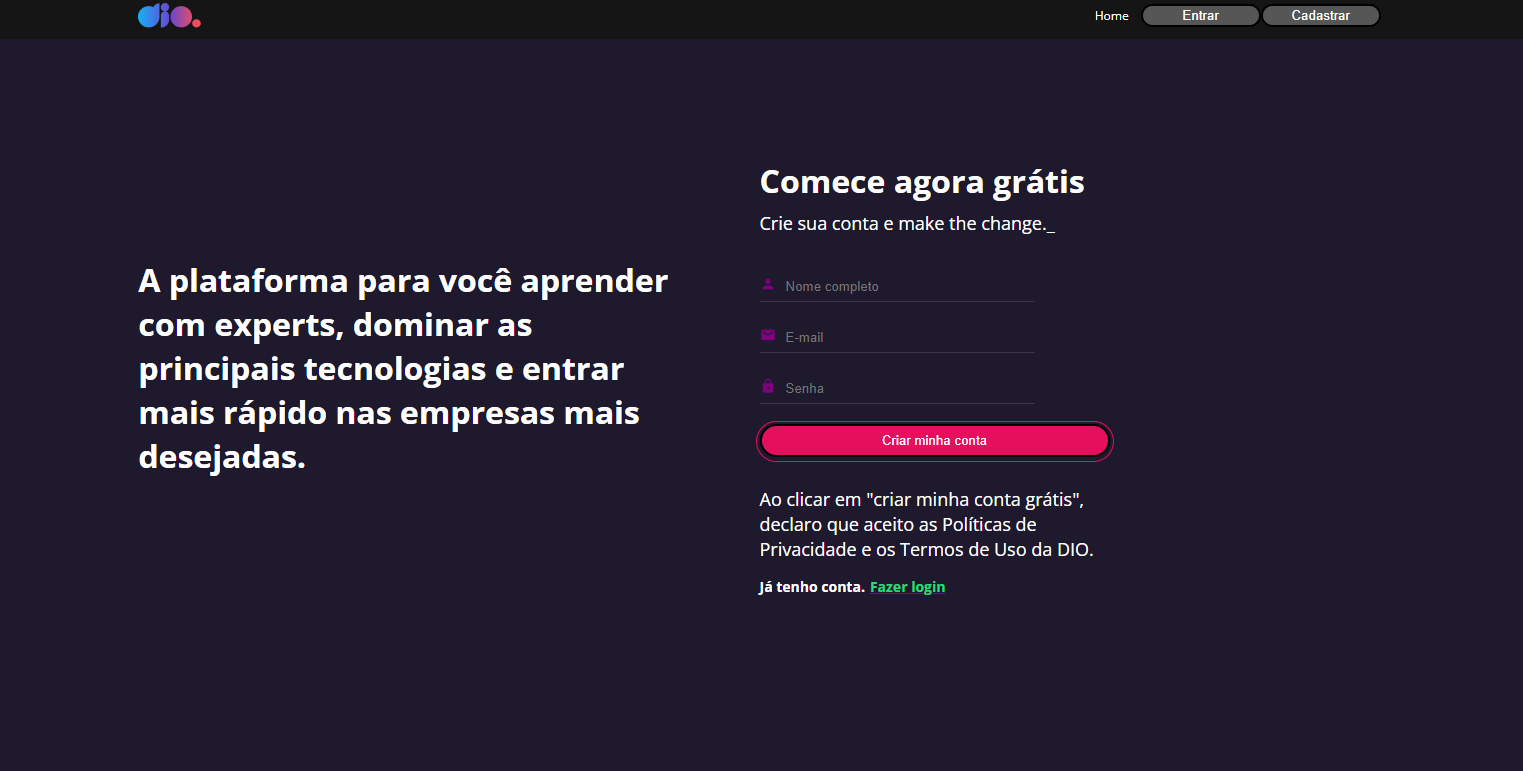 dio.
Home
Entrar
Cadastrar
A plataforma para você aprender
com experts, dominar as
principais tecnologias e entrar
mais rápido nas empresas mais
desejadas.
Comece agora grátis
Crie sua conta e make the change._
Nome completo
E-mail
Senha
Criar minha conta
Ao clicar em "criar minha conta grátis",
declaro que aceito as Políticas de
Privacidade e os Termos de Uso da DIO.
Já tenho conta. Fazer login